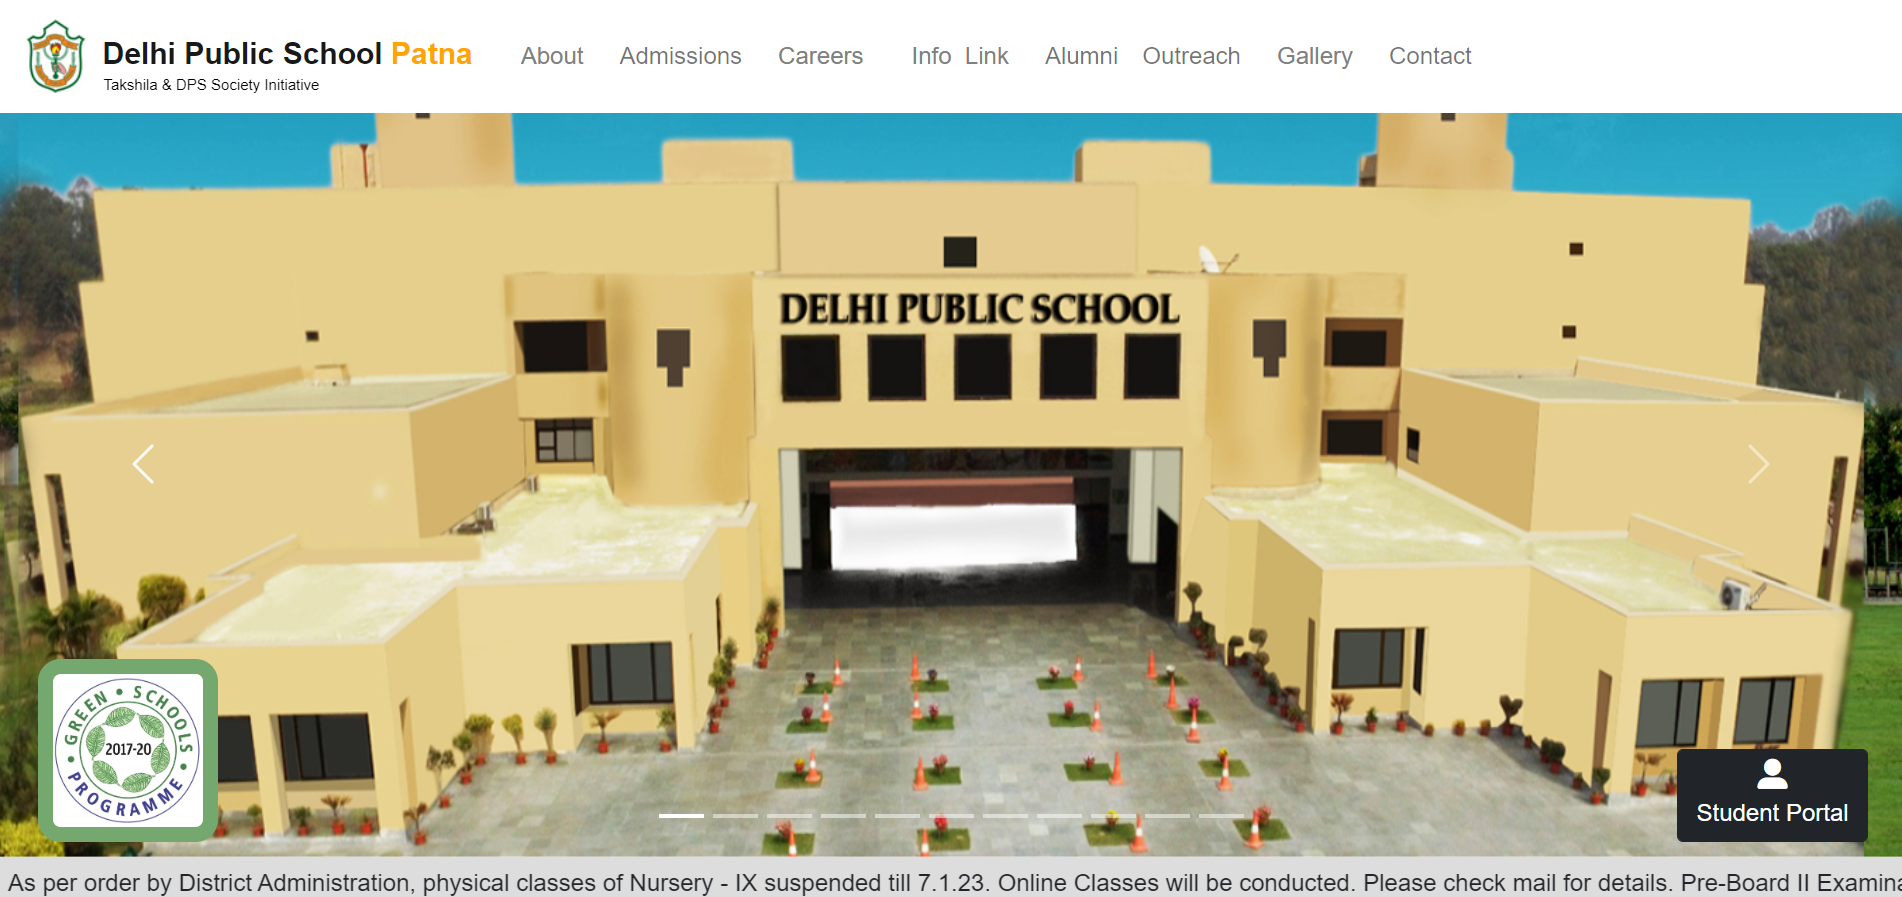 Delhi Public School Patna
Takshila & DPS Society Initiative
About Admissions Careers Info Link Alumni Outreach Gallery Contact
DELHI PUBLIC SCHOOL
GREEN • SCHOOLS
2017-20
• PROGRAMME •
Student Portal
As per order by District Administration, physical classes of Nursery - IX suspended till 7.1.23. Online Classes will be conducted. Please check mail for details. Pre-Board II Examina